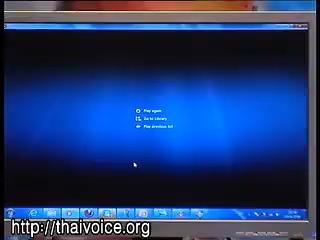 Play again
Go to Library
Play previous list
http://thaivoice.org